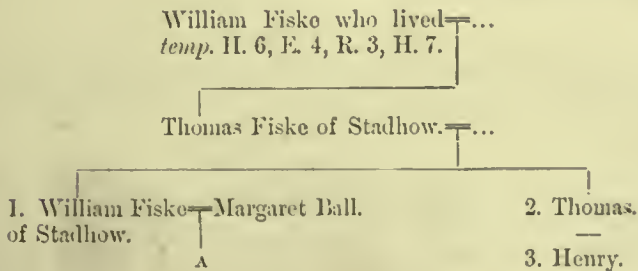 William Fiske who lived=...
temp. H. 6, E. 4, R. 3, H. 7.
Thomas Fiske of Stadhow.=...
1. William Fiske=Margaret Ball.
of Stadhow.
A
2. Thomas.
—
3. Henry.